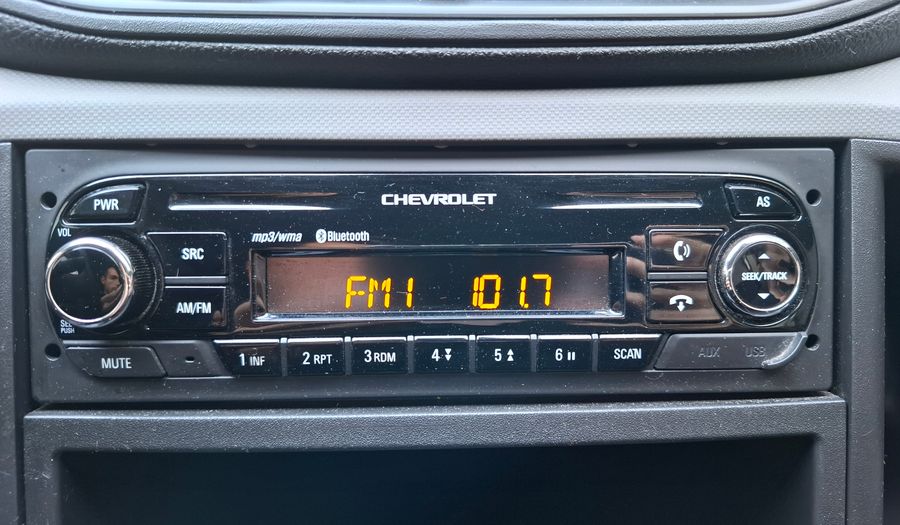 CHEVROLET
PWR
AS
VOL
mp3/wma Bluetooth
SRC
AM/FM
FM1 101.7
SEEK/TRACK
SEL
PUSH
MUTE
1 INF
2 RPT
3 RDM
4
5
6
SCAN
AUX
USB